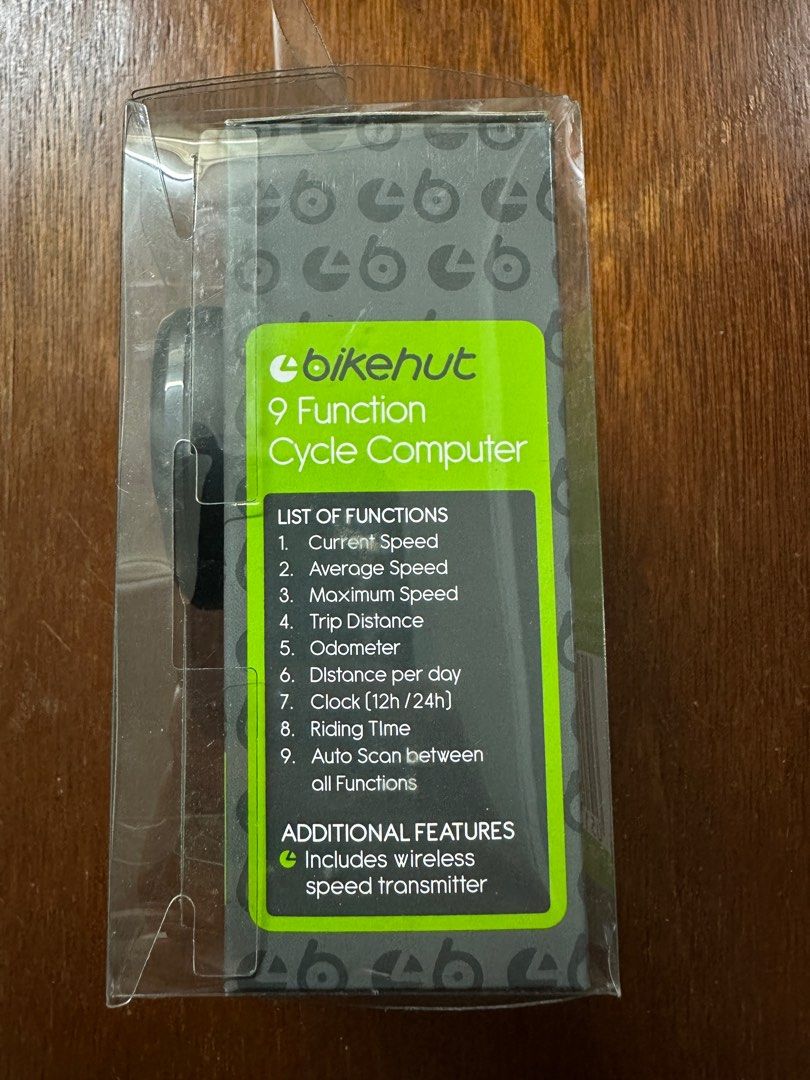 bikehut
9 Function
Cycle Computer
LIST OF FUNCTIONS
1. Current Speed
2. Average Speed
3. Maximum Speed
4. Trip Distance
5. Odometer
6. DIstance per day
7. Clock (12h /24h)
8. Riding TIme
9. Auto Scan between
all Functions
ADDITIONAL FEATURES
Includes wireless
speed transmitter